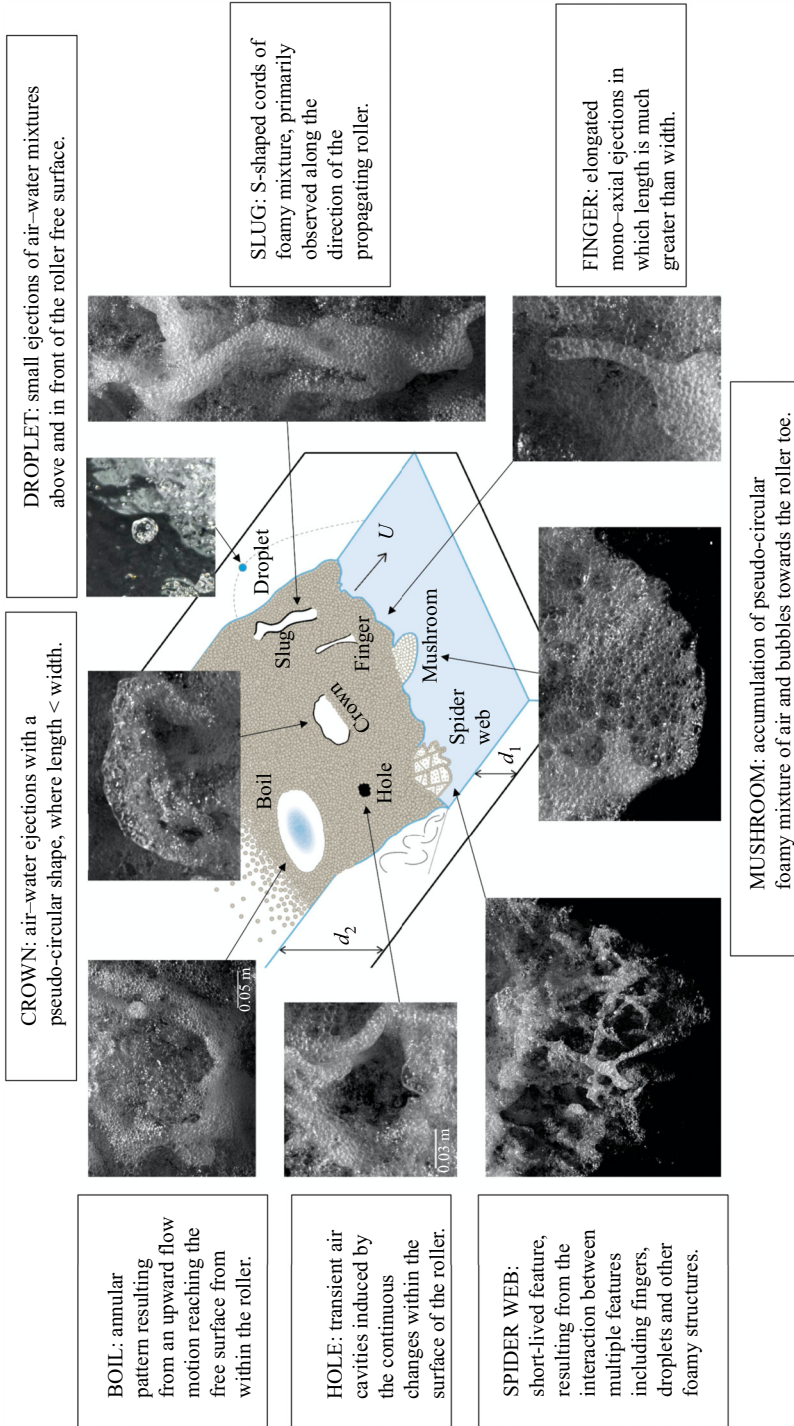 CROWN: air–water ejections with a
pseudo-circular shape, where length < width.
DROPLET: small ejections of air–water mixtures
above and in front of the roller free surface.
BOIL: annular
pattern resulting
from an upward flow
motion reaching the
free surface from
within the roller.
0.05 m
SLUG: S-shaped cords of
foamy mixture, primarily
observed along the
direction of the
propagating roller.
HOLE: transient air
cavities induced by
the continuous
changes within the
surface of the roller.
0.03 m
Boil
Hole
Crown
Slug
Finger
Droplet
Mushroom
Spider
web
U
d2
d1
SPIDER WEB:
short-lived feature,
resulting from the
interaction between
multiple features
including fingers,
droplets and other
foamy structures.
FINGER: elongated
mono–axial ejections in
which length is much
greater than width.
MUSHROOM: accumulation of pseudo-circular
foamy mixture of air and bubbles towards the roller toe.